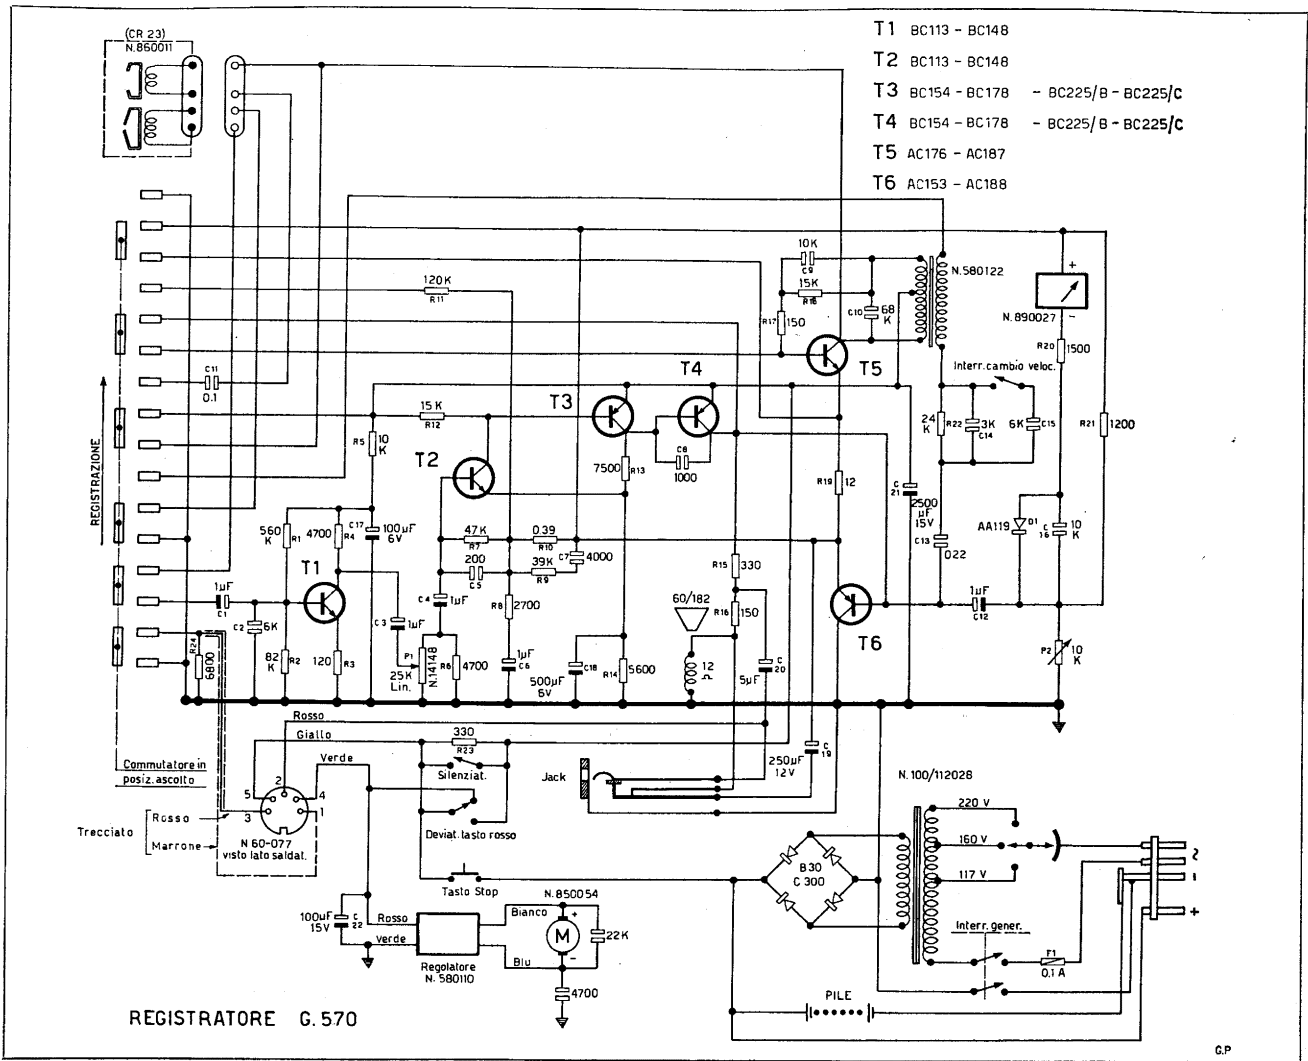 (CR 23)
N.860011
T1 BC113 - BC148
T2 BC113 - BC148
T3 BC154 - BC178 - BC225/B - BC225/C
T4 BC154 - BC178 - BC225/B - BC225/C
T5 AC176 - AC187
T6 AC153 - AC188
10K
C9
15K
R18
R17
150
C10
68
K
N.580122
+
N.890027
-
R20
1500
120K
R11
C11
0.1
T5
T4
T3
Interr.cambio veloc.
15K
R12
R5
10
K
T2
7500
R13
C8
1000
R19
12
24
K
R22
3K
C14
6K
C15
R21
1200
REGISTRAZIONE
C
21
2500
µF
15V
C13
022
AA119
D1
C
16
10
K
560
K
R1
4700
R4
C17
100µF
6V
47K
R7
0.39
R10
C7
4000
200
C5
39K
R9
R15
330
T1
1µF
C1
C2
6K
C4
1µF
R8
2700
60/182
R16
150
T6
1µF
C12
C3
1µF
R24
6800
82
K
R2
120
R3
P1
25K
Lin.
N.14148
R6
4700
1µF
C6
C18
500µF
6V
R14
5600
12
µ
C
20
5µF
P2
10
K
Rosso
Giallo
Verde
330
R23
Silenziat.
250µF
12V
C
19
Jack
Commutatore in
posiz.ascolto
2
5
4
3
1
Deviat.tasto rosso
N.100/112028
220 V
160 V
117 V
Trecciato
Rosso
Marrone
N 60-077
visto lato saldat.
B30
C 300
~
-
+
Tasto Stop
N.850054
100µF
15V
C
22
Rosso
Verde
Bianco
Blu
+
M
-
22K
Interr. gener.
F1
0.1 A
Regolatore
N. 580110
4700
PILE
REGISTRATORE G.570
G.P